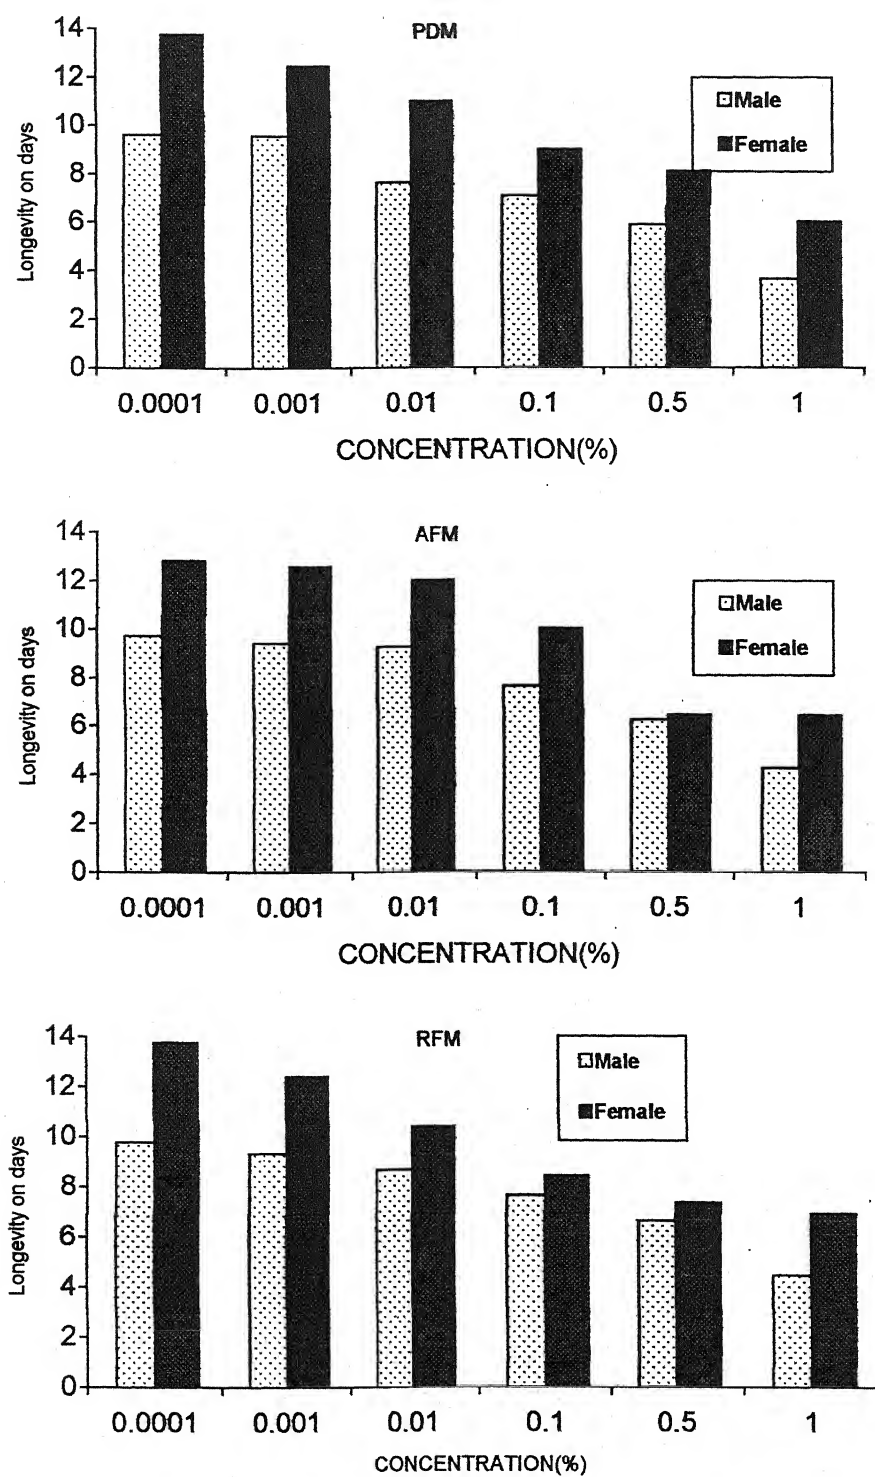 PDM
Longevity on days
14
12
10
8
6
4
2
0
Male
Female
0.0001 0.001 0.01 0.1 0.5 1
CONCENTRATION(%)
AFM
Longevity on days
14
12
10
8
6
4
2
0
Male
Female
0.0001 0.001 0.01 0.1 0.5 1
CONCENTRATION(%)
RFM
Longevity on days
14
12
10
8
6
4
2
0
Male
Female
0.0001 0.001 0.01 0.1 0.5 1
CONCENTRATION(%)